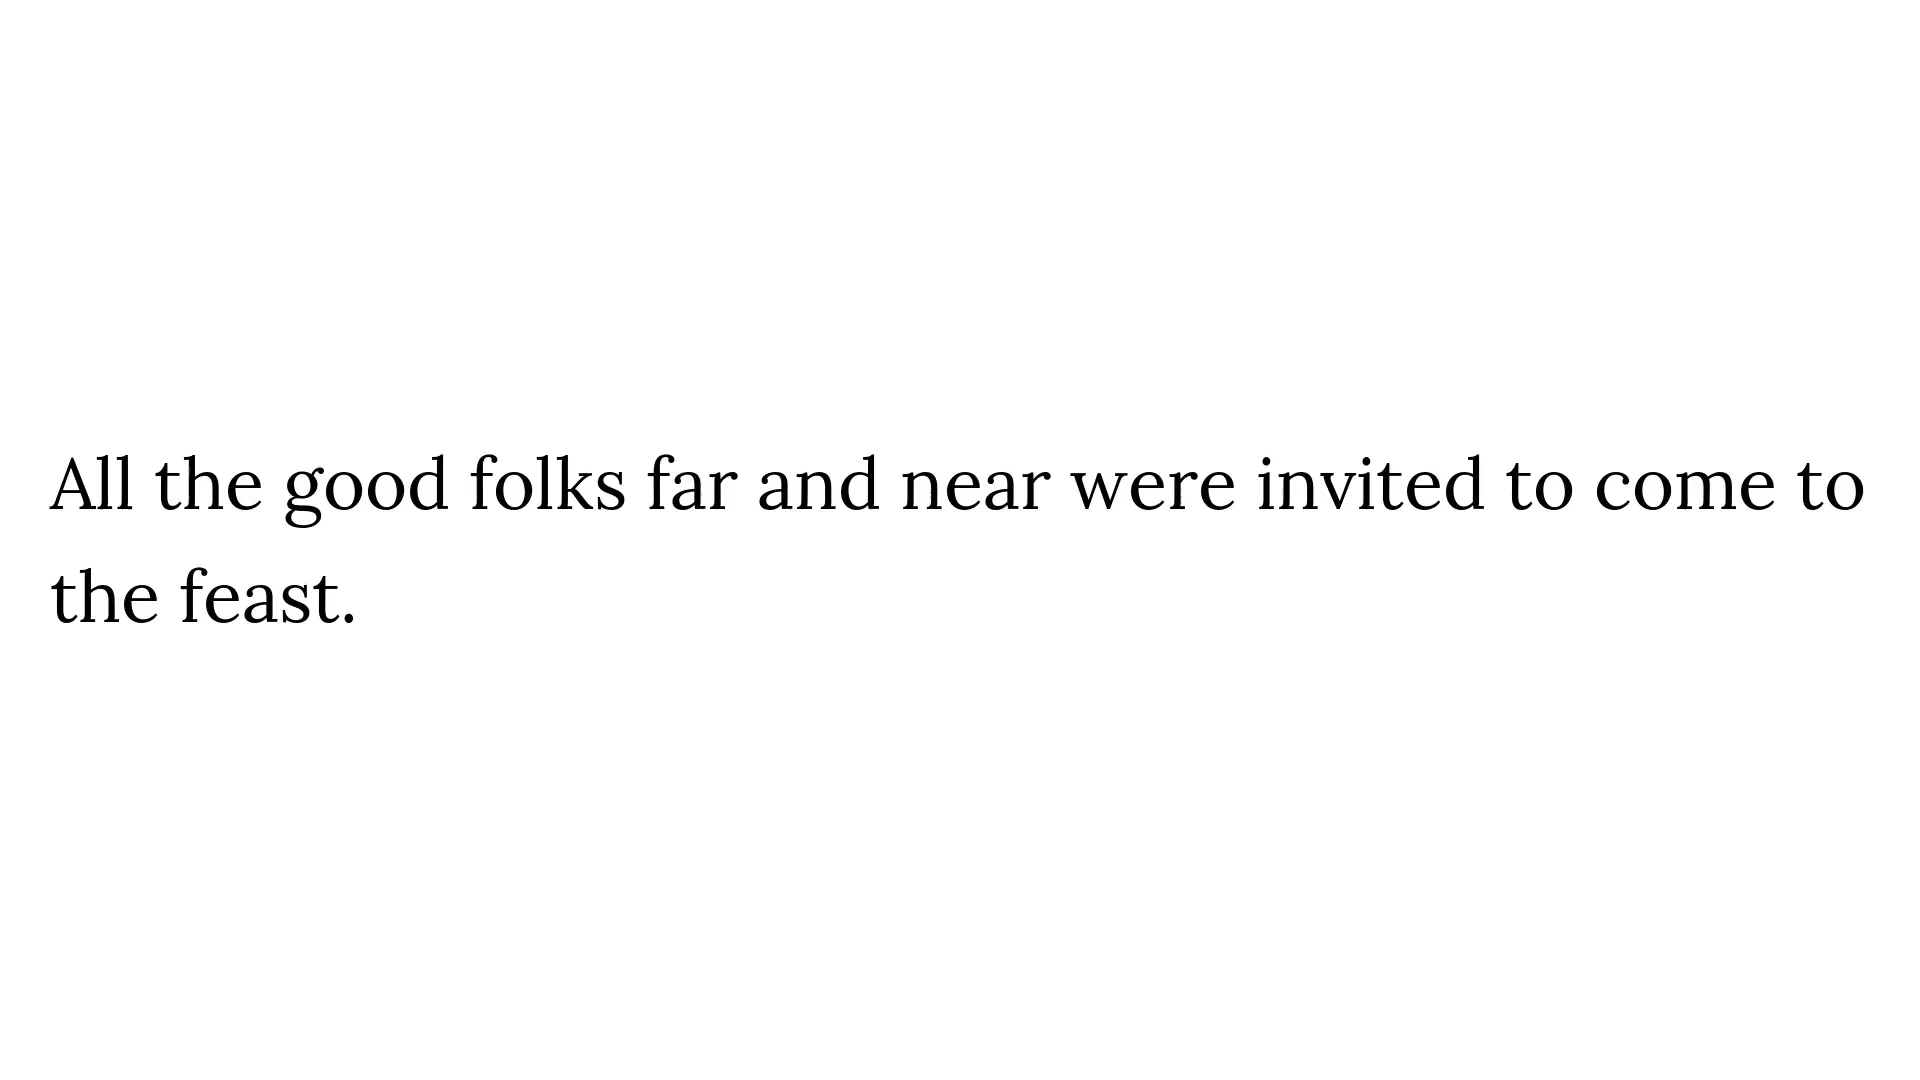 All the good folks far and near were invited to come to
the feast.